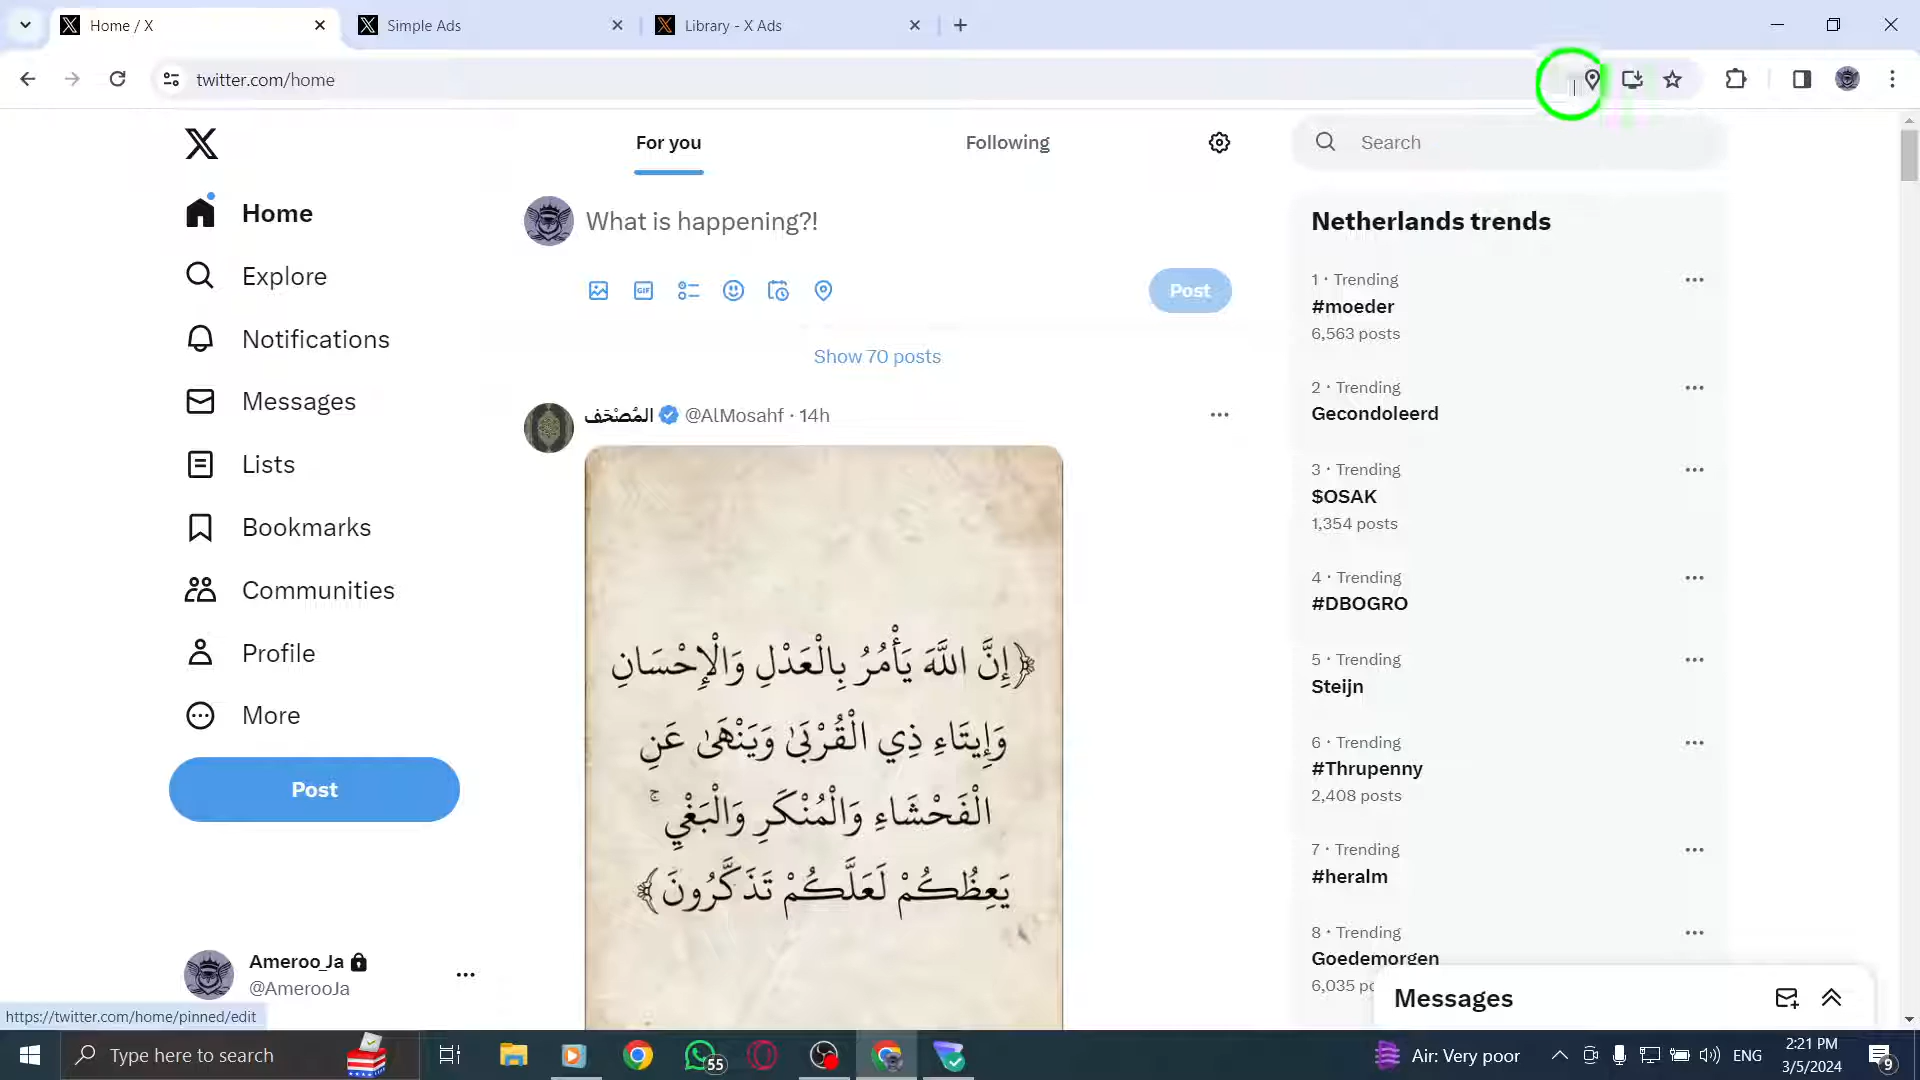 Home / X
Simple Ads
Library - X Ads
twitter.com/home
For you
Following
Search
Home
Explore
Notifications
Messages
Lists
Bookmarks
Communities
Profile
More
Post
Ameroo_Ja
@AmerooJa
https://twitter.com/home/pinned/edit
What is happening?!
GIF
Post
Show 70 posts
المُصْحَف @AlMosahf · 14h
﴿إِنَّ اللَّهَ يَأْمُرُ بِالْعَدْلِ وَالْإِحْسَانِ
وَإِيتَاءِ ذِي الْقُرْبَىٰ وَيَنْهَىٰ عَنِ
الْفَحْشَاءِ وَالْمُنْكَرِ وَالْبَغْيِ ۚ
يَعِظُكُمْ لَعَلَّكُمْ تَذَكَّرُونَ﴾
Netherlands trends
1 · Trending
#moeder
6,563 posts
2 · Trending
Gecondoleerd
3 · Trending
$OSAK
1,354 posts
4 · Trending
#DBOGRO
5 · Trending
Steijn
6 · Trending
#Thrupenny
2,408 posts
7 · Trending
#heralm
8 · Trending
Goedemorgen
6,035
Messages
Type here to search
55
Air: Very poor
ENG
2:21 PM
3/5/2024
9